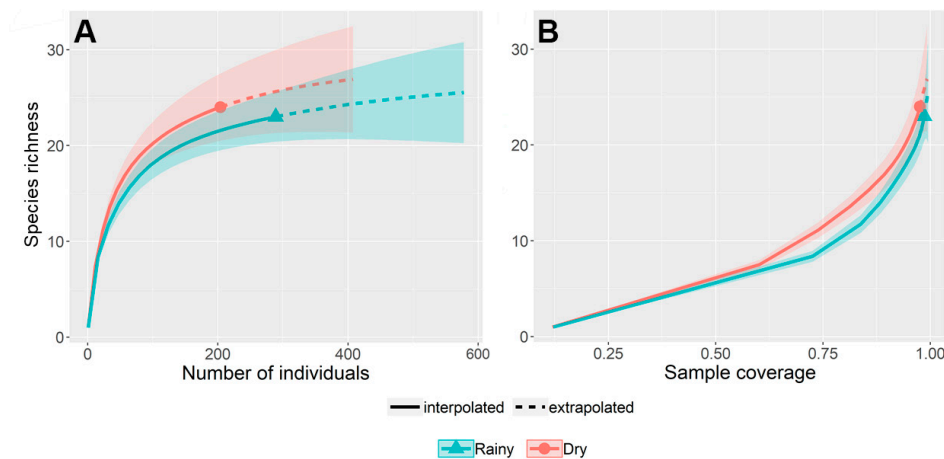 A
B
Species richness
30
20
10
0
0
200
400
600
Number of individuals
30
20
10
0
0.25
0.50
0.75
1.00
Sample coverage
interpolated extrapolated
Rainy Dry